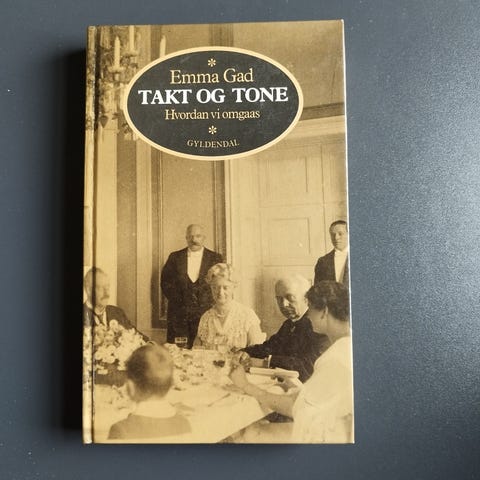 *
Emma Gad
TAKT OG TONE
Hvordan vi omgaas
*
GYLDENDAL